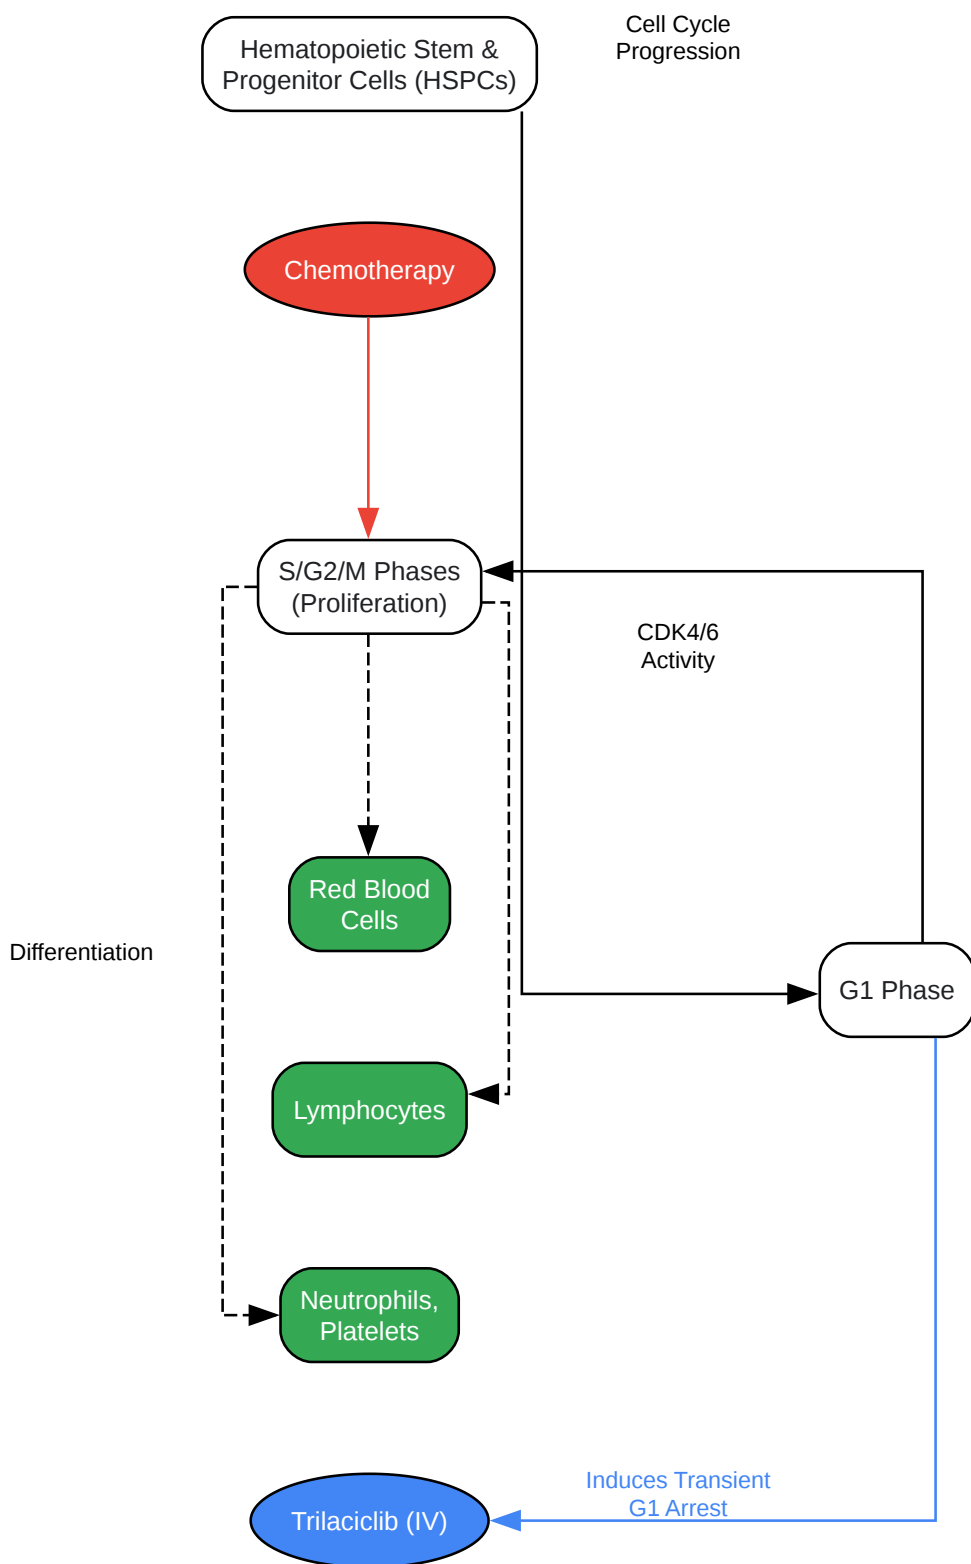 Hematopoietic Stem &
Progenitor Cells (HSPCs)
Cell Cycle
Progression
Chemotherapy
S/G2/M Phases
(Proliferation)
CDK4/6
Activity
Red Blood
Cells
Differentiation
G1 Phase
Lymphocytes
Neutrophils,
Platelets
Induces Transient
G1 Arrest
Trilaciclib (IV)